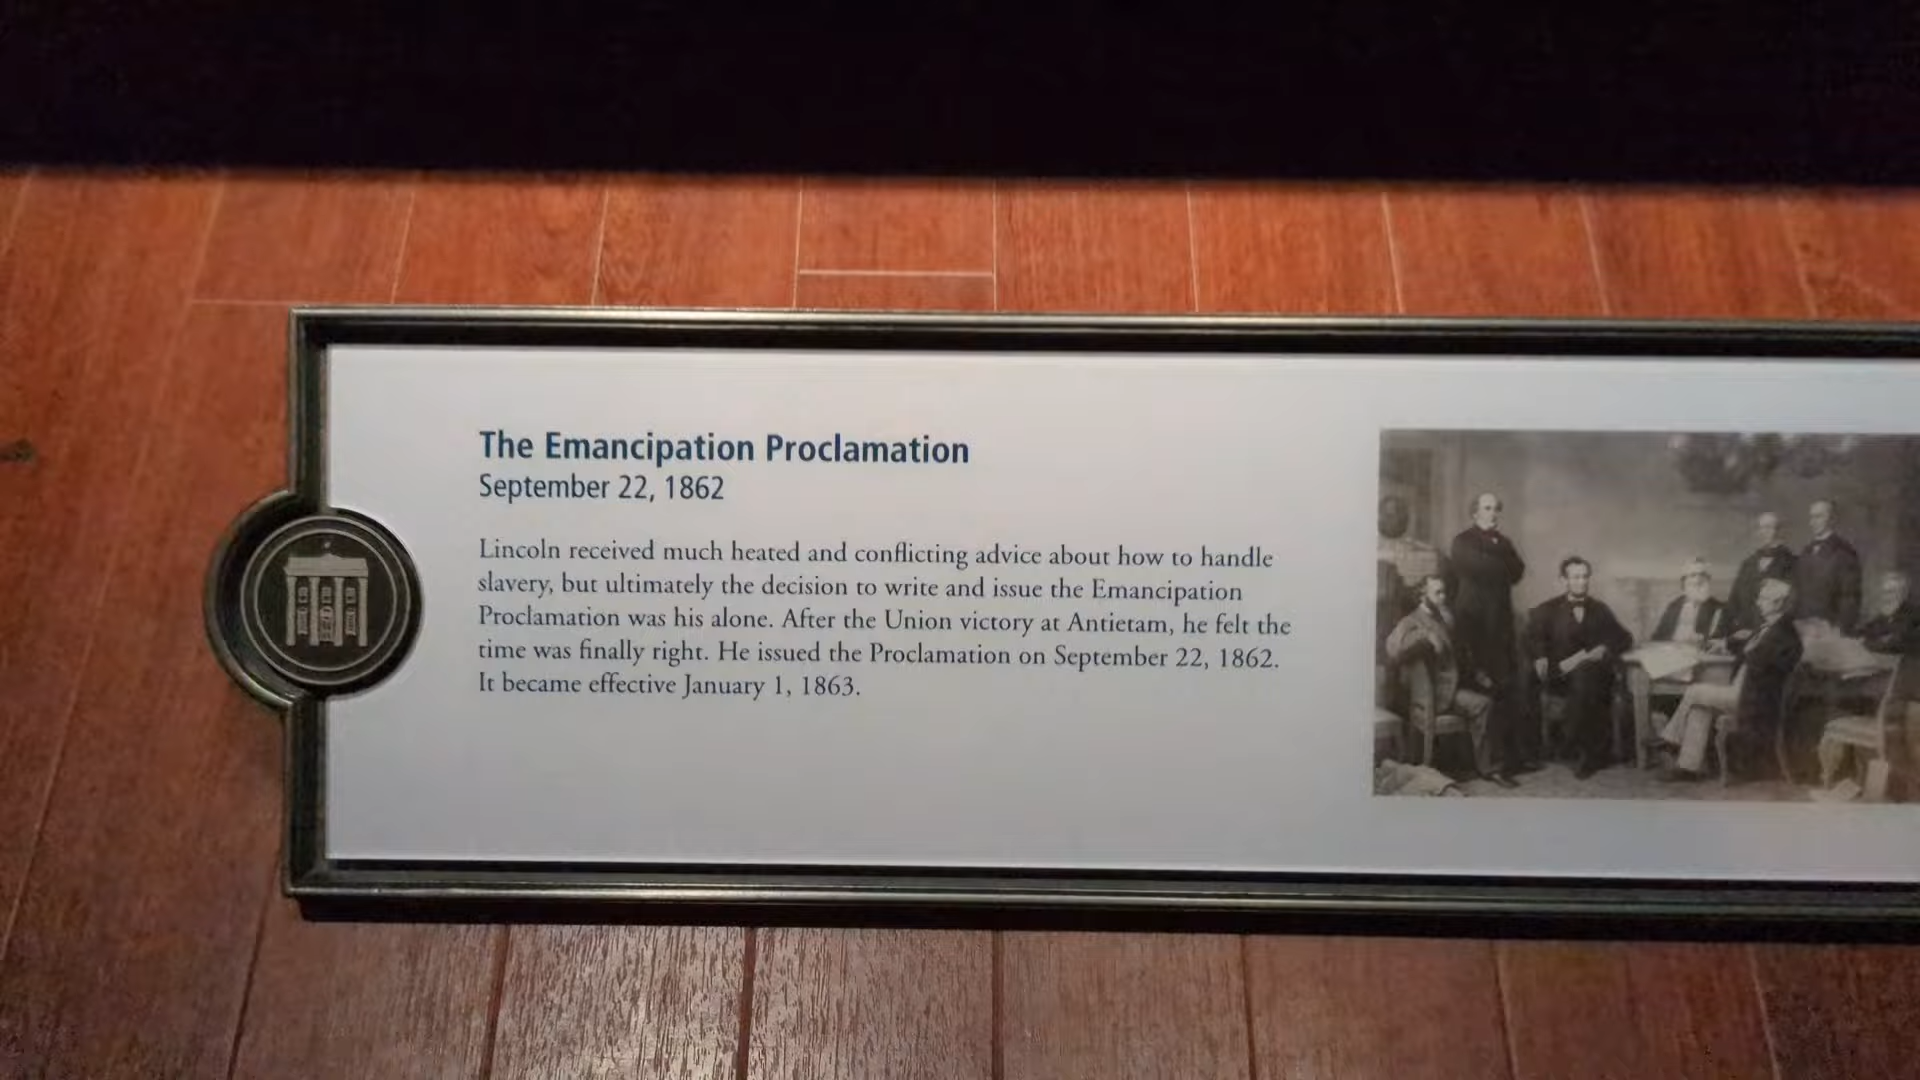 The Emancipation Proclamation
September 22, 1862
Lincoln received much heated and conflicting advice about how to handle
slavery, but ultimately the decision to write and issue the Emancipation
Proclamation was his alone. After the Union victory at Antietam, he felt the
time was finally right. He issued the Proclamation on September 22, 1862.
It became effective January 1, 1863.